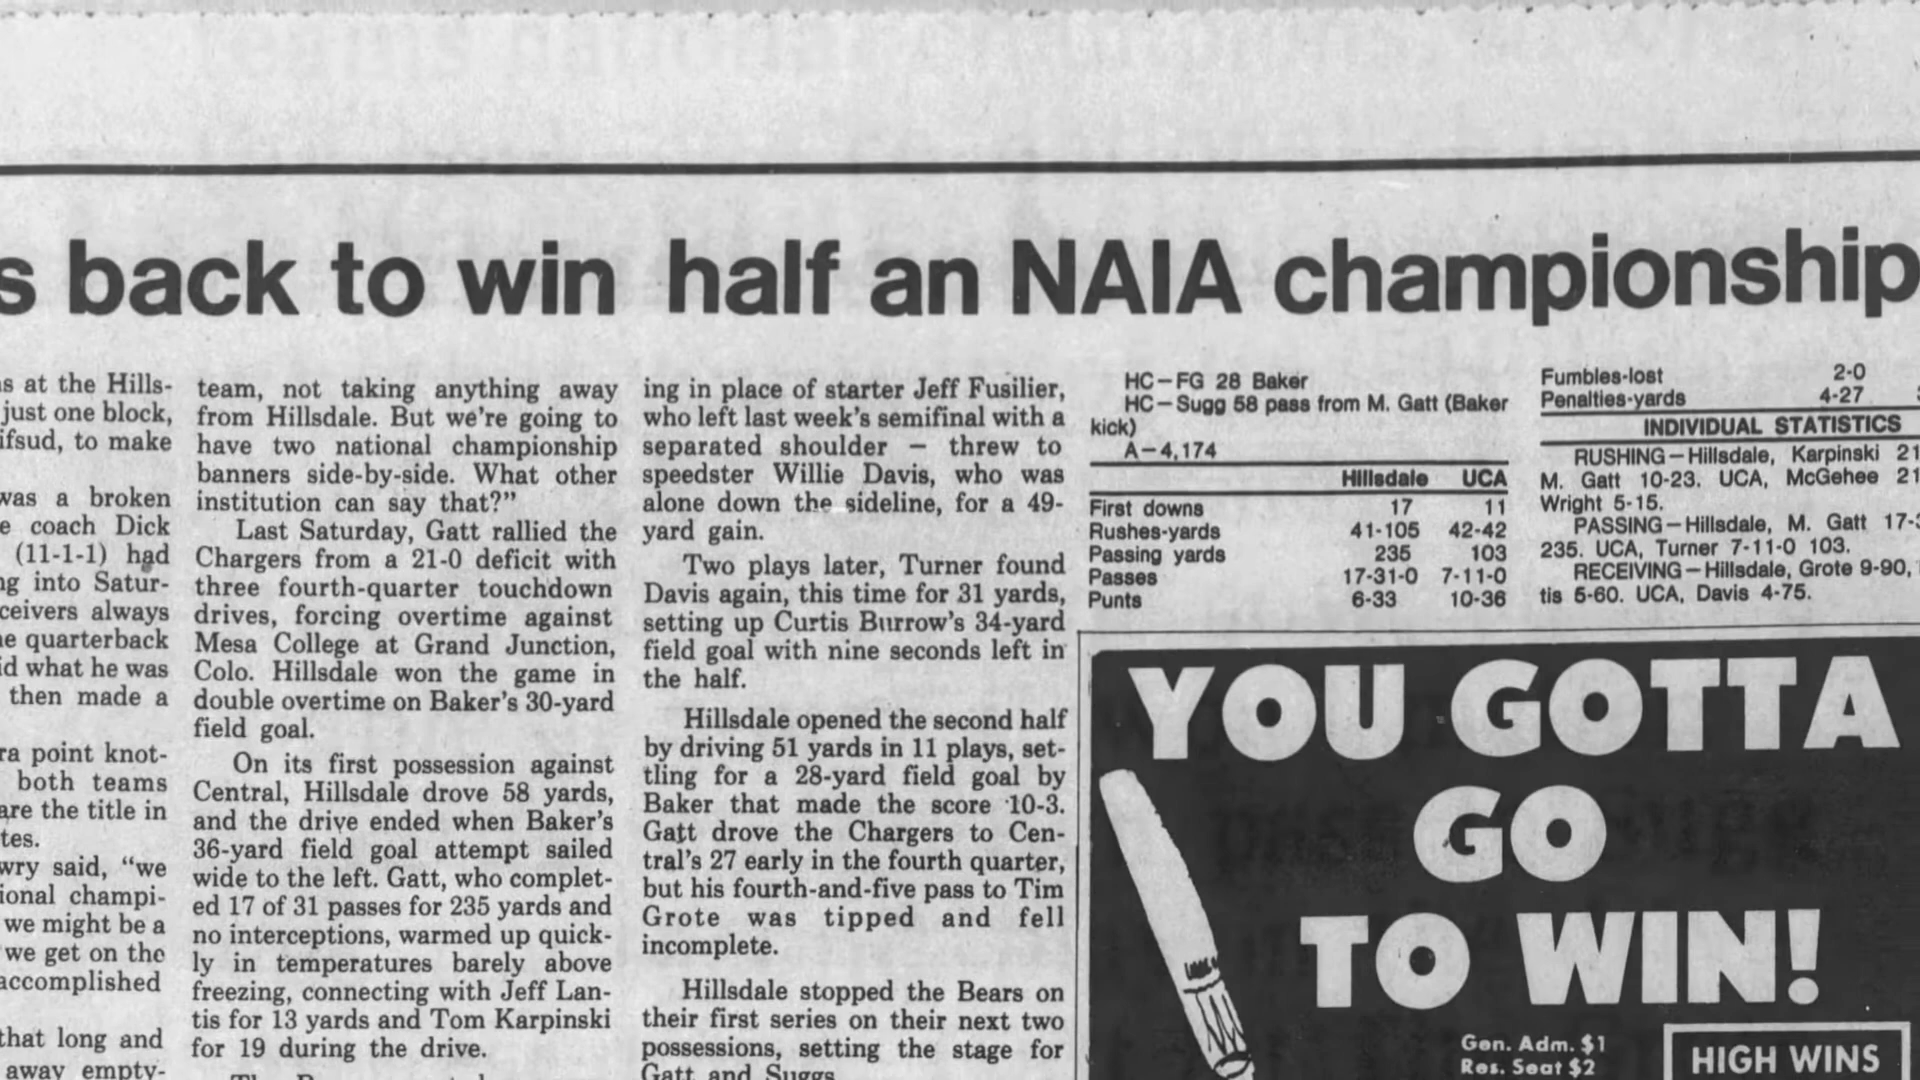 s back to win half an NAIA championship
s at the Hills-
just one block,
ifsud, to make
was a broken
e coach Dick
(11-1-1) had
ng into Satur-
ceivers always
ne quarterback
id what he was
then made a
ra point knot-
both teams
are the title in
tes.
wry said, “we
ional champi-
we might be a
we get on the
accomplished
that long and
away empty-
team, not taking anything away
from Hillsdale. But we're going to
have two national championship
banners side-by-side. What other
institution can say that?”
Last Saturday, Gatt rallied the
Chargers from a 21-0 deficit with
three fourth-quarter touchdown
drives, forcing overtime against
Mesa College at Grand Junction,
Colo. Hillsdale won the game in
double overtime on Baker's 30-yard
field goal.
On its first possession against
Central, Hillsdale drove 58 yards,
and the drive ended when Baker's
36-yard field goal attempt sailed
wide to the left. Gatt, who complet-
ed 17 of 31 passes for 235 yards and
no interceptions, warmed up quick-
ly in temperatures barely above
freezing, connecting with Jeff Lan-
tis for 13 yards and Tom Karpinski
for 19 during the drive.
ing in place of starter Jeff Fusilier,
who left last week's semifinal with a
separated shoulder — threw to
speedster Willie Davis, who was
alone down the sideline, for a 49-
yard gain.
Two plays later, Turner found
Davis again, this time for 31 yards,
setting up Curtis Burrow's 34-yard
field goal with nine seconds left in
the half.
Hillsdale opened the second half
by driving 51 yards in 11 plays, set-
tling for a 28-yard field goal by
Baker that made the score 10-3.
Gatt drove the Chargers to Cen-
tral's 27 early in the fourth quarter,
but his fourth-and-five pass to Tim
Grote was tipped and fell
incomplete.
Hillsdale stopped the Bears on
their first series on their next two
possessions, setting the stage for
Gatt and Suggs
HC—FG 28 Baker
HC—Sugg 58 pass from M. Gatt (Baker
kick)
A—4,174
Hillsdale UCA
First downs 17 11
Rushes-yards 41-105 42-42
Passing yards 235 103
Passes 17-31-0 7-11-0
Punts 6-33 10-36
Fumbles-lost 2-0
Penalties-yards 4-27
INDIVIDUAL STATISTICS
RUSHING—Hillsdale, Karpinski 21
M. Gatt 10-23. UCA, McGehee 21
Wright 5-15.
PASSING—Hillsdale, M. Gatt 17-
235. UCA, Turner 7-11-0 103.
RECEIVING—Hillsdale, Grote 9-90,
tis 5-60. UCA, Davis 4-75.
YOU GOTTA
GO
TO WIN!
Gen. Adm. $1
Res. Seat $2
HIGH WINS